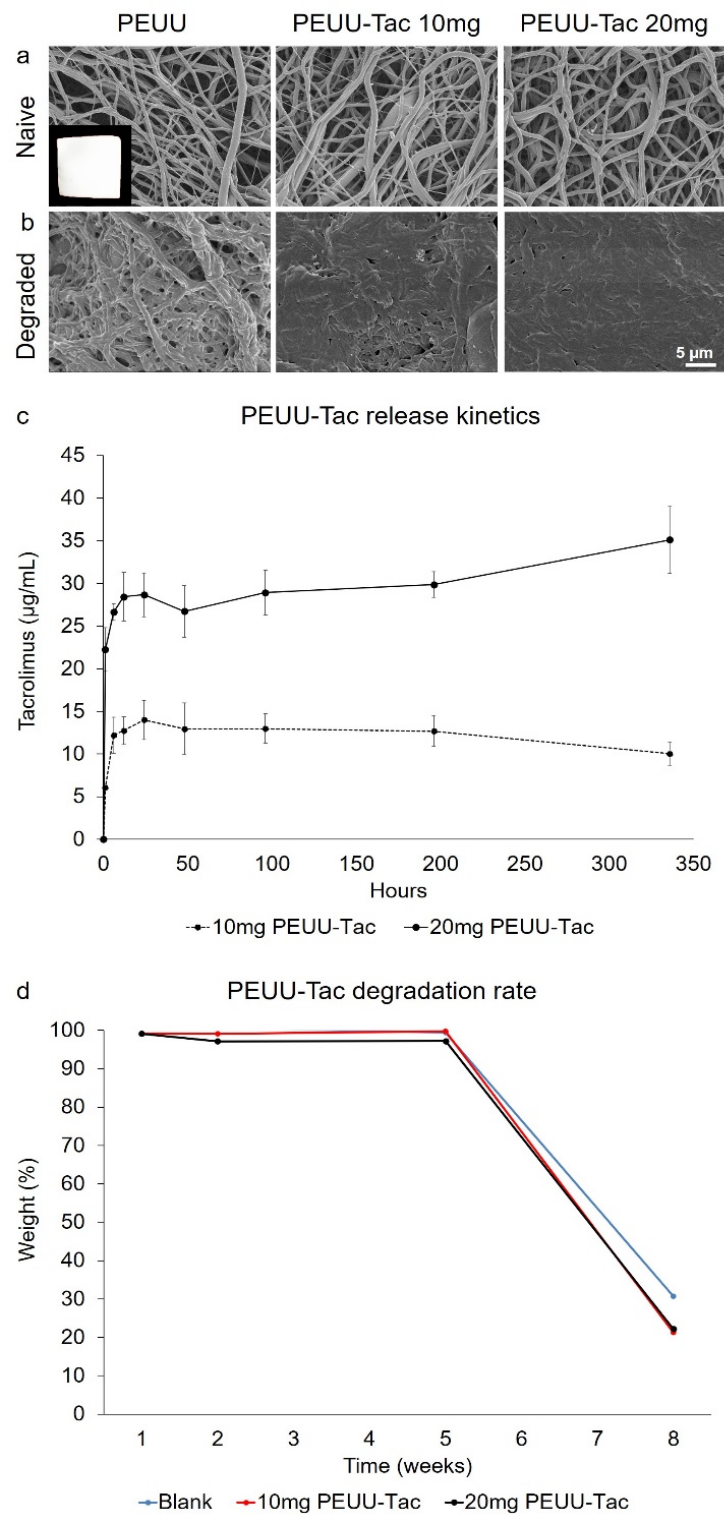 PEUU PEUU-Tac 10mg PEUU-Tac 20mg
a
Naive
b
Degraded
5 µm
c
PEUU-Tac release kinetics
45
40
35
30
25
20
15
10
5
0
Tacrolimus (µg/mL)
0 50 100 150 200 250 300 350
Hours
10mg PEUU-Tac 20mg PEUU-Tac
d
PEUU-Tac degradation rate
100
90
80
70
60
50
40
30
20
10
0
Weight (%)
1 2 3 4 5 6 7 8
Time (weeks)
Blank 10mg PEUU-Tac 20mg PEUU-Tac